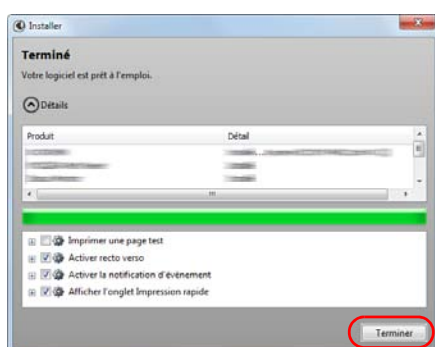 Installer
Terminé
Votre logiciel est prêt à l'emploi.
Détails
Produit Détail
Imprimer une page test
Activer recto verso
Activer la notification d'évènement
Afficher l'onglet Impression rapide
Terminer